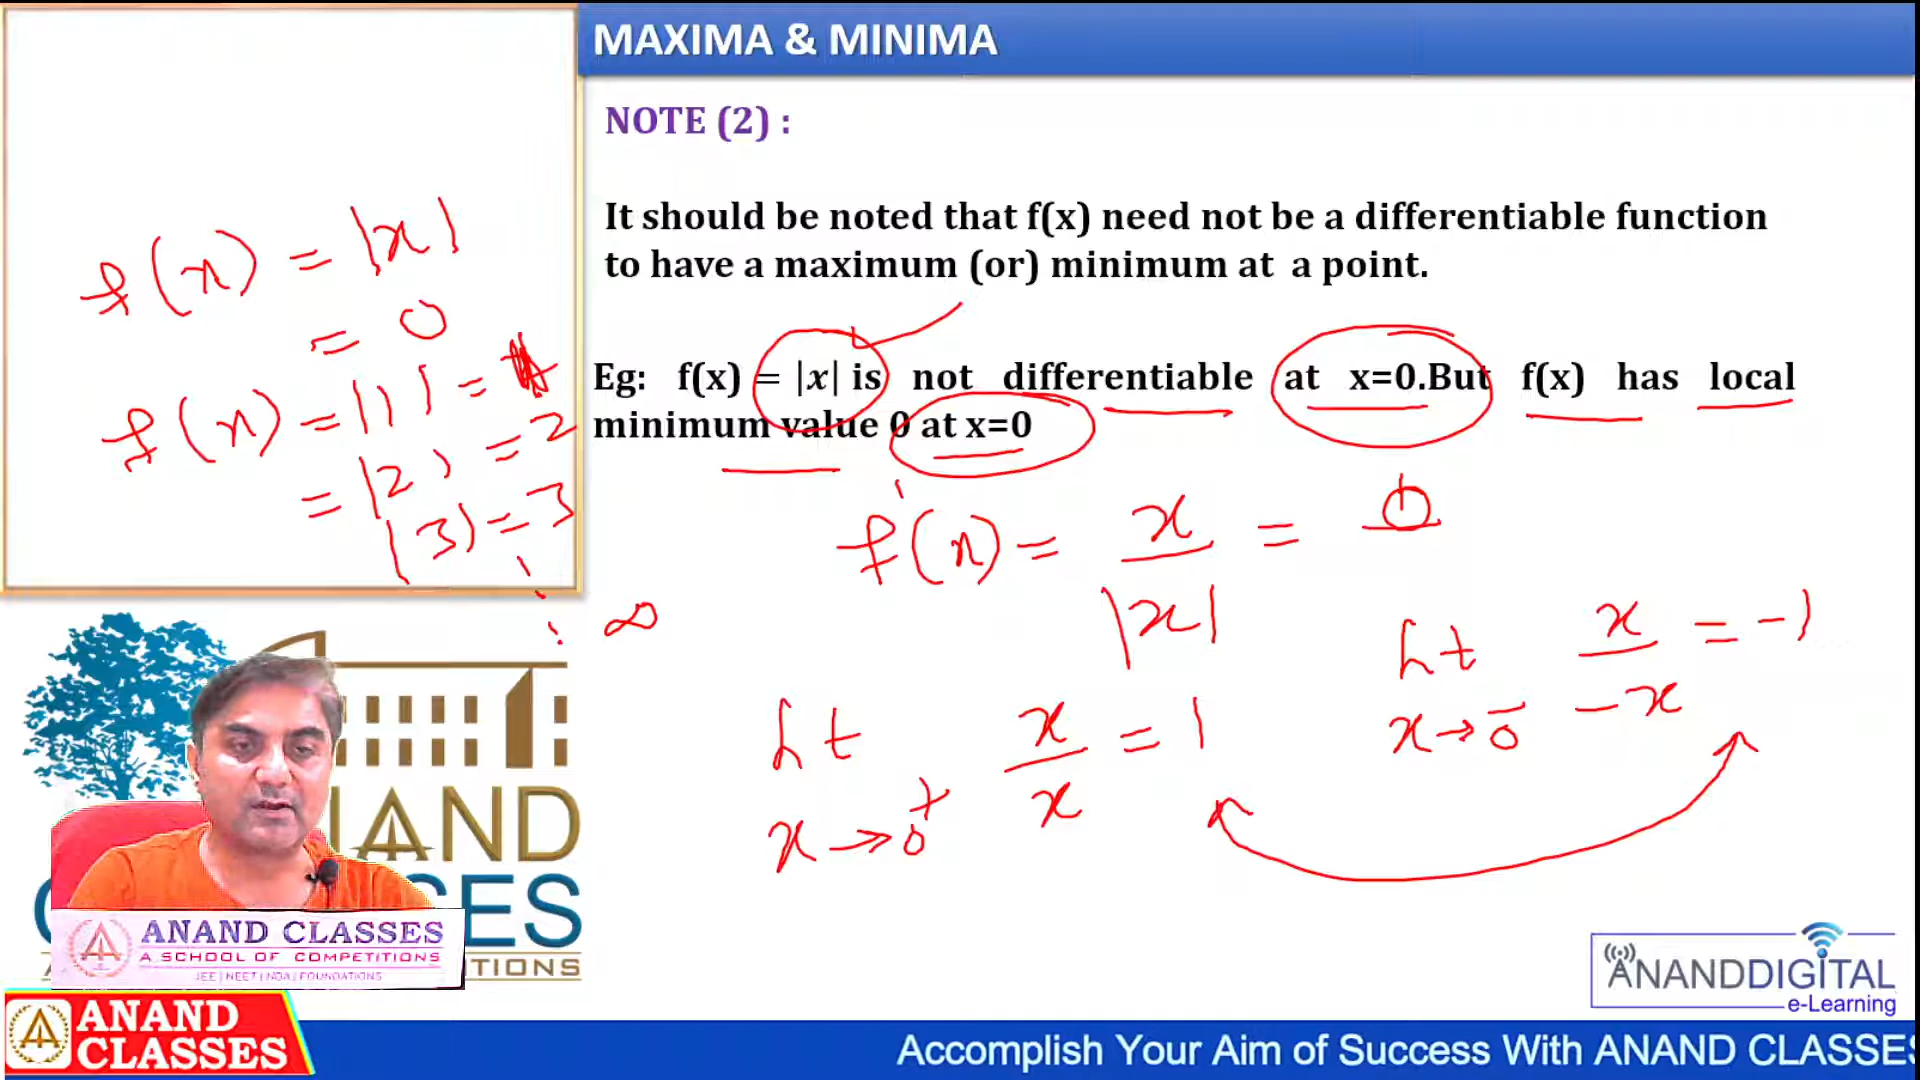 MAXIMA & MINIMA
NOTE (2) :
It should be noted that f(x) need not be a differentiable function
to have a maximum (or) minimum at a point.
Eg: f(x) = |x| is not differentiable at x=0.But f(x) has local
minimum value 0 at x=0
f(x) = |x|
= 0
f(x) = |1| =
= |2| = 2
|3| = 3
∞
f'(x) = x / |x| =
Lt x→0⁺ x / x = 1
Lt x→0⁻ x / -x = -1
ANAND CLASSES
A SCHOOL OF COMPETITIONS
JEE | NEET | NDA | FOUNDATIONS
ANAND
CLASSES
ANANDDIGITAL
e-Learning
Accomplish Your Aim of Success With ANAND CLASSES